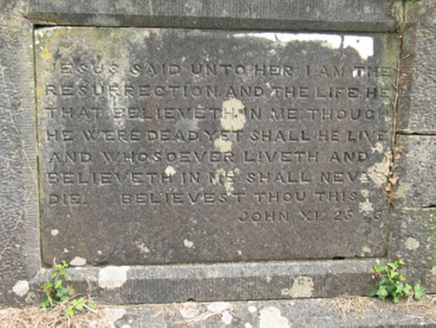 JESUS SAID UNTO HER, I AM THE
RESURRECTION, AND THE LIFE: HE
THAT BELIEVETH IN ME, THOUGH
HE WERE DEAD YET SHALL HE LIVE
AND WHOSOEVER LIVETH AND
BELIEVETH IN ME SHALL NEVER
DIE. BELIEVEST THOU THIS
JOHN XI. 25 26